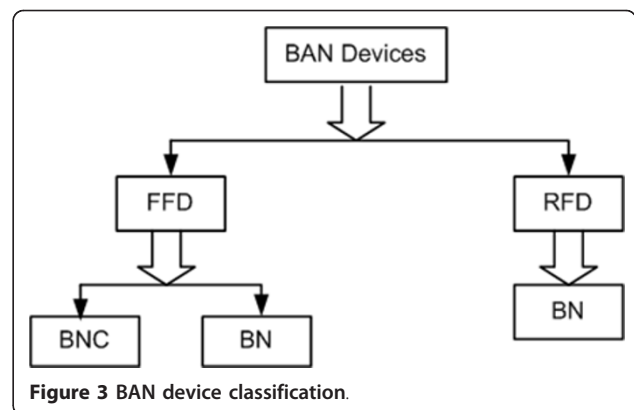 BAN Devices
FFD
RFD
BNC
BN
BN
Figure 3 BAN device classification.